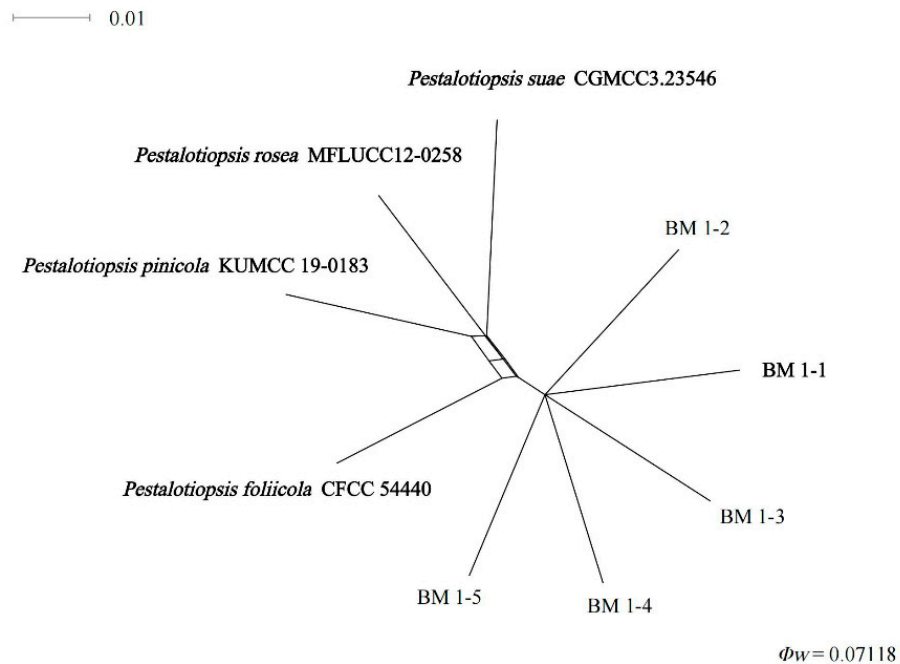 0.01
Pestalotiopsis suae CGMCC3.23546
Pestalotiopsis rosea MFLUCC12-0258
BM 1-2
Pestalotiopsis pinicola KUMCC 19-0183
BM 1-1
Pestalotiopsis foliicola CFCC 54440
BM 1-3
BM 1-5
BM 1-4
Φw = 0.07118